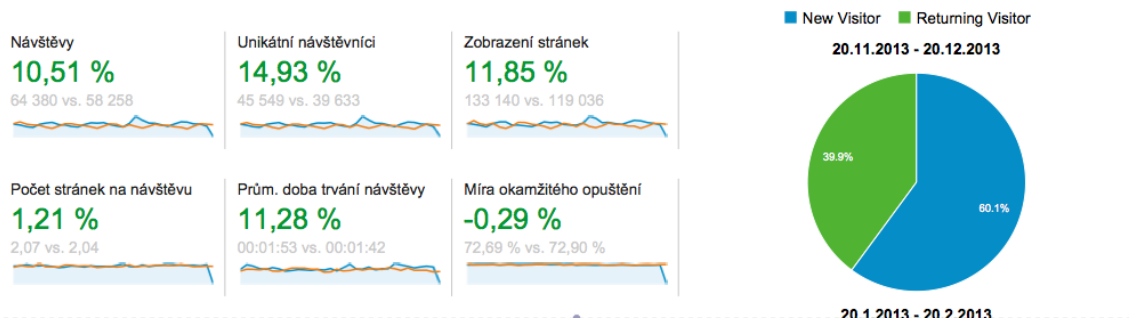 Návštěvy
10,51 %
64 380 vs. 58 258
Unikátní návštěvníci
14,93 %
45 549 vs. 39 633
Zobrazení stránek
11,85 %
133 140 vs. 119 036
Počet stránek na návštěvu
1,21 %
2,07 vs. 2,04
Prům. doba trvání návštěvy
11,28 %
00:01:53 vs. 00:01:42
Míra okamžitého opuštění
-0,29 %
72,69 % vs. 72,90 %
New Visitor Returning Visitor
20.11.2013 - 20.12.2013
39.9%
60.1%
20.1.2013 - 20.2.2013